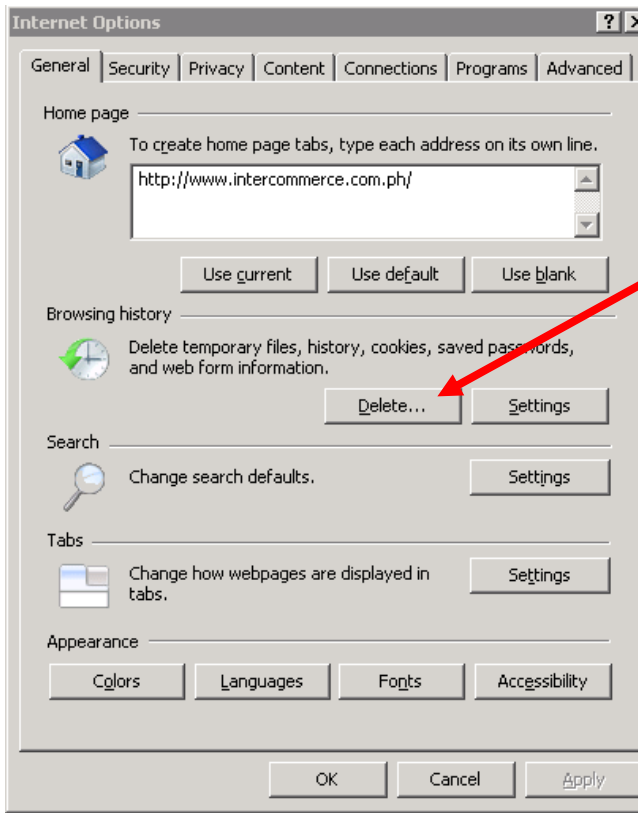 Internet Options
General Security Privacy Content Connections Programs Advanced
Home page
To create home page tabs, type each address on its own line.
http://www.intercommerce.com.ph/
Use current Use default Use blank
Browsing history
Delete temporary files, history, cookies, saved passwords,
and web form information.
Delete... Settings
Search
Change search defaults. Settings
Tabs
Change how webpages are displayed in
tabs.
Settings
Appearance
Colors Languages Fonts Accessibility
OK Cancel Apply